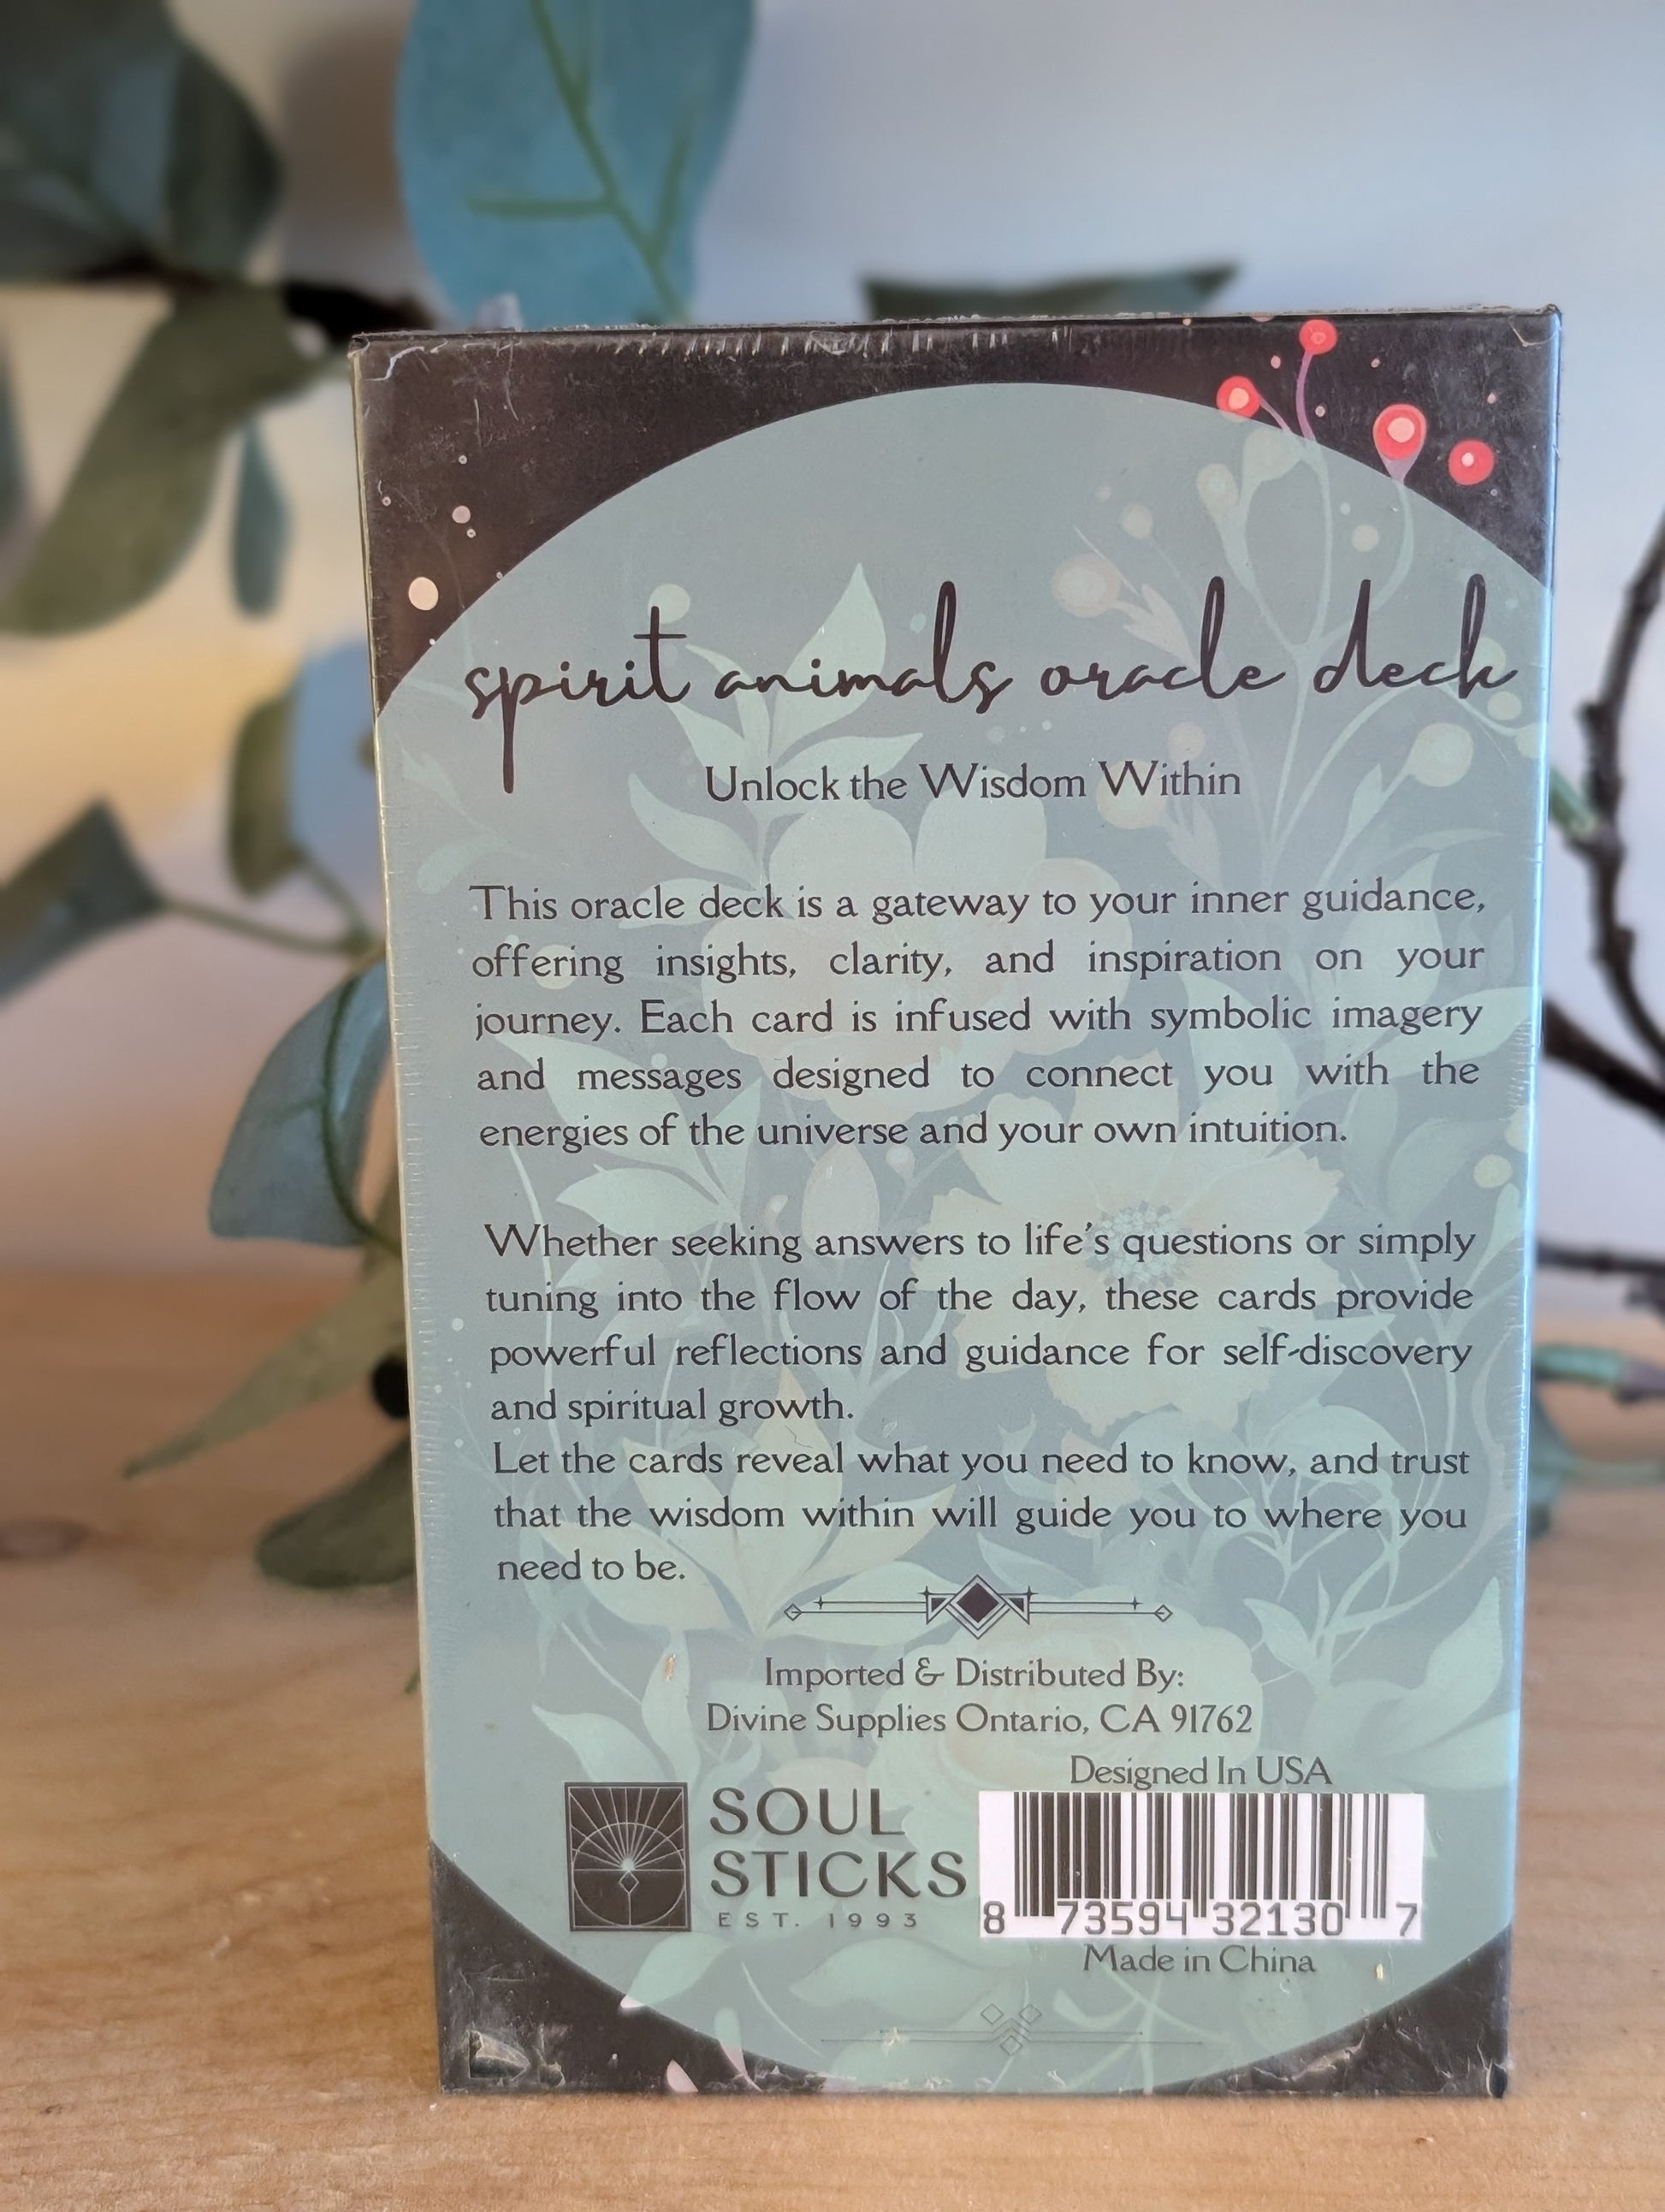 spirit animals oracle deck
Unlock the Wisdom Within
This oracle deck is a gateway to your inner guidance,
offering insights, clarity, and inspiration on your
journey. Each card is infused with symbolic imagery
and messages designed to connect you with the
energies of the universe and your own intuition.
Whether seeking answers to life's questions or simply
tuning into the flow of the day, these cards provide
powerful reflections and guidance for self-discovery
and spiritual growth.
Let the cards reveal what you need to know, and trust
that the wisdom within will guide you to where you
need to be.
Imported & Distributed By:
Divine Supplies Ontario, CA 91762
Designed In USA
SOUL
STICKS
EST. 1993
8 73594 32130 7
Made in China